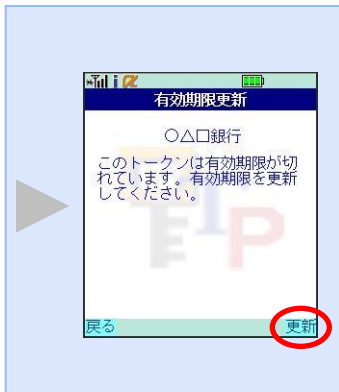 有効期限更新
○△□銀行
このトークンは有効期限が切
れています。有効期限を更新
してください。
TIP
戻る 更新